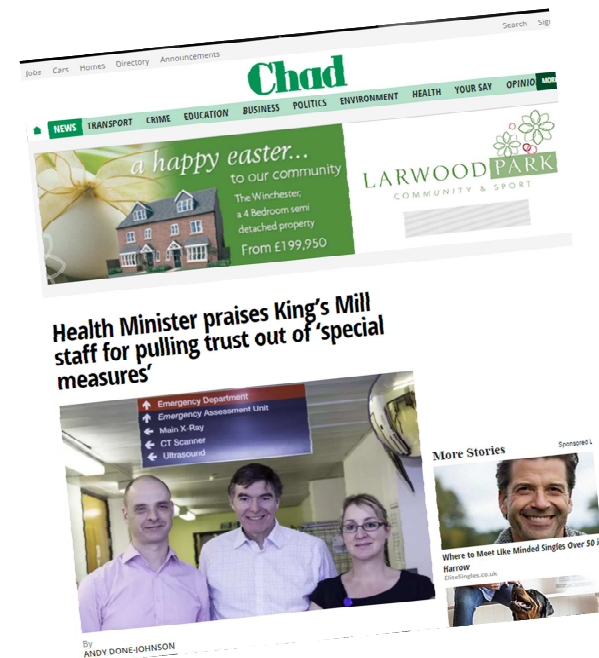 Jobs Cars Homes Directory Announcements Search
Chad
NEWS TRANSPORT CRIME EDUCATION BUSINESS POLITICS ENVIRONMENT HEALTH YOUR SAY OPINIO MORE
a happy easter...
to our community
The Winchester,
a 4 Bedroom semi
detached property
From £199,950
LARWOOD PARK
COMMUNITY & SPORT
Health Minister praises King's Mill
staff for pulling trust out of 'special
measures'
Emergency Department
Emergency Assessment Unit
Main X-Ray
CT Scanner
Ultrasound
More Stories
Sponsored L
Where to Meet Like Minded Singles Over 50 i
Harrow
EliteSingles.co.uk
By
ANDY DONE-JOHNSON